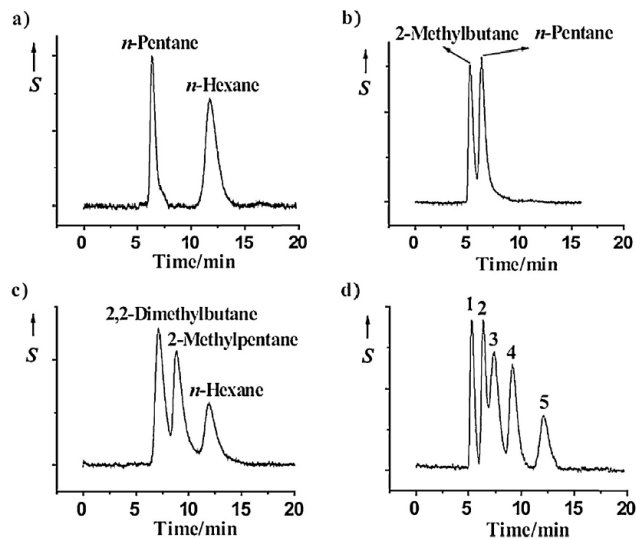 a)
n-Pentane
n-Hexane
S
0 5 10 15 20
Time/min
b)
2-Methylbutane n-Pentane
S
0 5 10 15 20
Time/min
c)
2,2-Dimethylbutane
2-Methylpentane
n-Hexane
S
0 5 10 15 20
Time/min
d)
1 2
3
4
5
S
0 5 10 15 20
Time/min